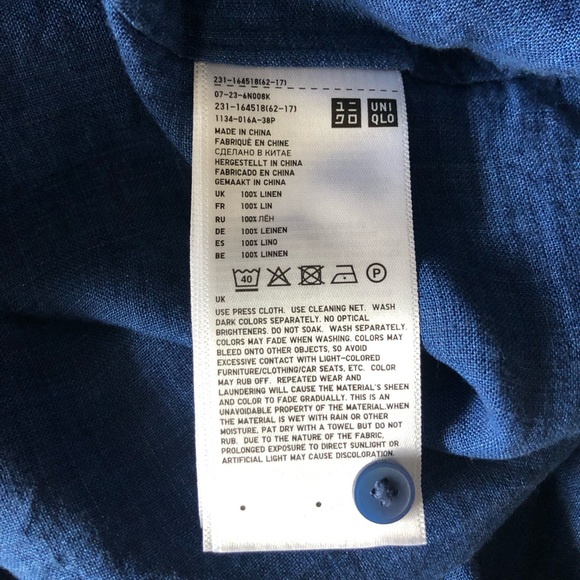 231-164518(62-17)
07-23-6N008K
231-164518(62-17)
1134-016A-38P
ユニ
クロ
UNI
QLO
MADE IN CHINA
FABRIQUÉ EN CHINE
СДЕЛАНО В КИТАЕ
HERGESTELLT IN CHINA
FABRICADO EN CHINA
GEMAAKT IN CHINA
UK 100% LINEN
FR 100% LIN
RU 100% ЛЁН
DE 100% LEINEN
ES 100% LINO
BE 100% LINNEN
40 P
UK
USE PRESS CLOTH. USE CLEANING NET. WASH
DARK COLORS SEPARATELY. NO OPTICAL
BRIGHTENERS. DO NOT SOAK. WASH SEPARATELY.
COLORS MAY FADE WHEN WASHING. COLORS MAY
BLEED ONTO OTHER OBJECTS, SO AVOID
EXCESSIVE CONTACT WITH LIGHT-COLORED
FURNITURE/CLOTHING/CAR SEATS, ETC. COLOR
MAY RUB OFF. REPEATED WEAR AND
LAUNDERING WILL CAUSE THE MATERIAL'S SHEEN
AND COLOR TO FADE GRADUALLY. THIS IS AN
UNAVOIDABLE PROPERTY OF THE MATERIAL.WHEN
THE MATERIAL IS WET WITH RAIN OR OTHER
MOISTURE, PAT DRY WITH A TOWEL BUT DO NOT
RUB. DUE TO THE NATURE OF THE FABRIC,
PROLONGED EXPOSURE TO DIRECT SUNLIGHT OR
ARTIFICIAL LIGHT MAY CAUSE DISCOLORATION.